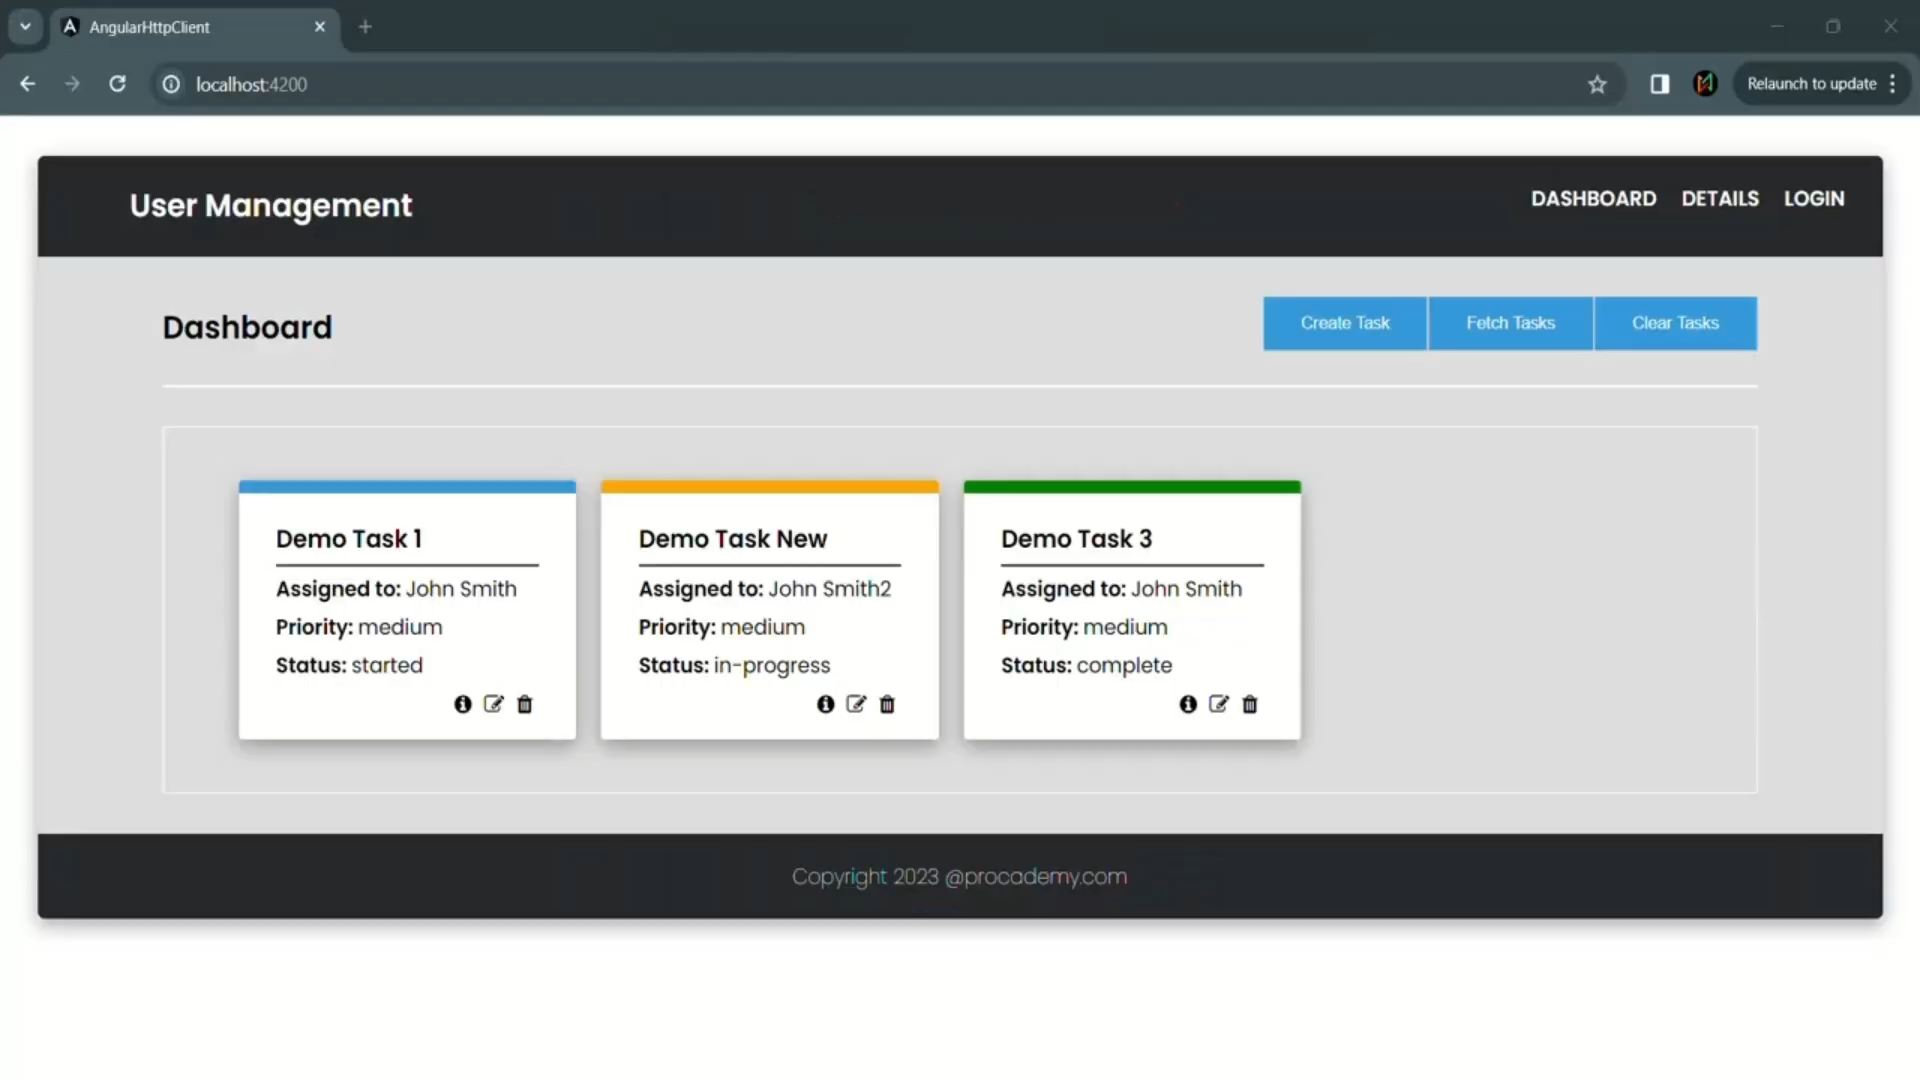 AngularHttpClient
localhost:4200
Relaunch to update
User Management
DASHBOARD DETAILS LOGIN
Dashboard
Create Task Fetch Tasks Clear Tasks
Demo Task 1
Assigned to: John Smith
Priority: medium
Status: started
Demo Task New
Assigned to: John Smith2
Priority: medium
Status: in-progress
Demo Task 3
Assigned to: John Smith
Priority: medium
Status: complete
Copyright 2023 @procademy.com